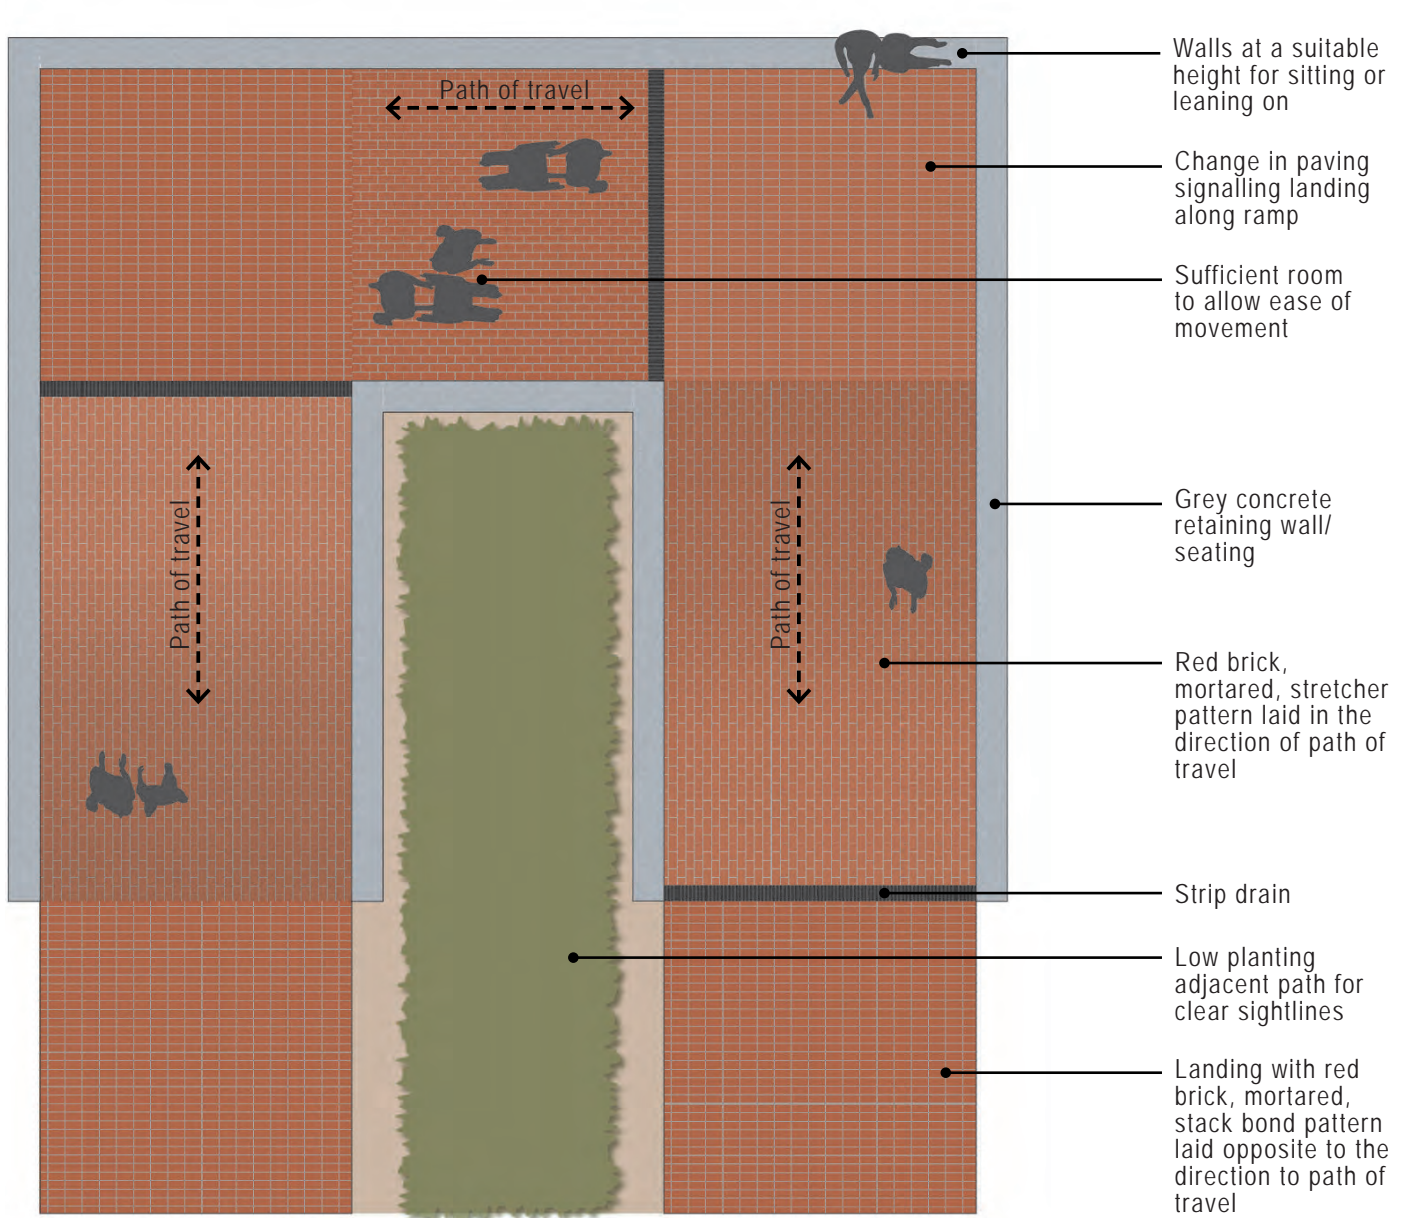 Path of travel
Path of travel
Path of travel
Walls at a suitable
height for sitting or
leaning on
Change in paving
signalling landing
along ramp
Sufficient room
to allow ease of
movement
Grey concrete
retaining wall/
seating
Red brick,
mortared, stretcher
pattern laid in the
direction of path of
travel
Strip drain
Low planting
adjacent path for
clear sightlines
Landing with red
brick, mortared,
stack bond pattern
laid opposite to the
direction to path of
travel